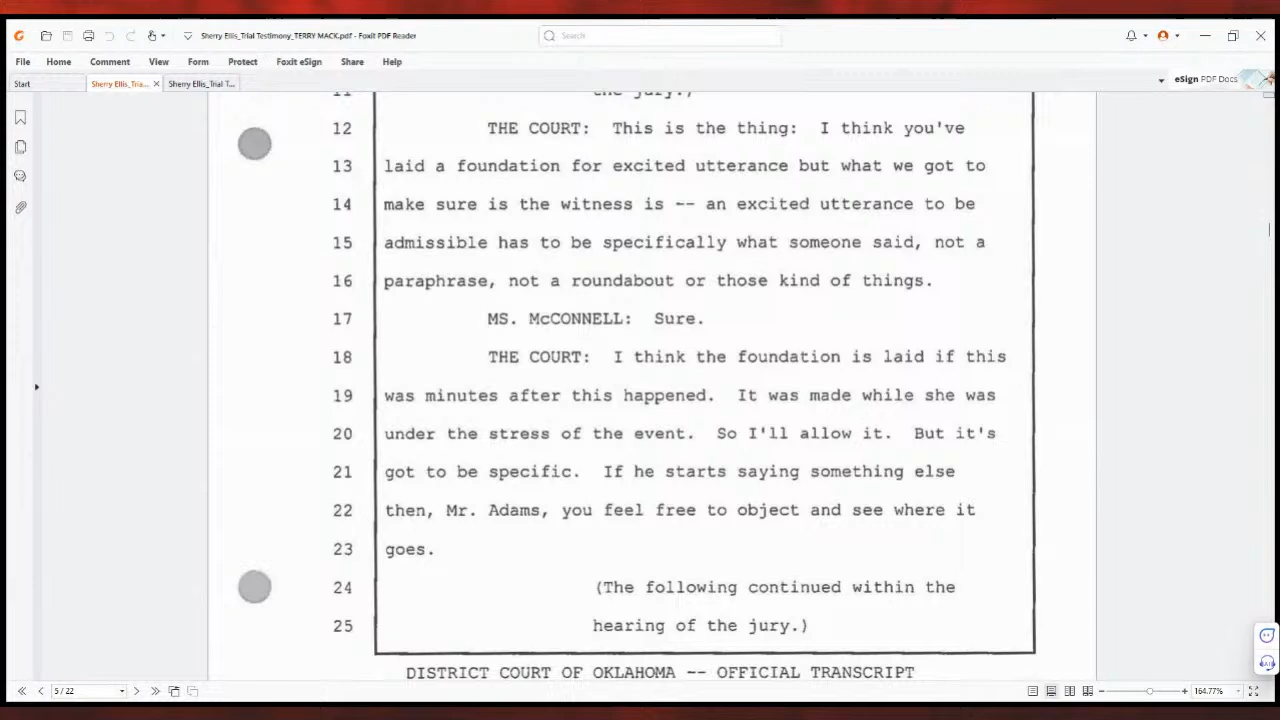 Sherry Ellis_Trial Testimony_TERRY MACK.pdf - Foxit PDF Reader
Search
File Home Comment View Form Protect Foxit eSign Share Help
Start
Sherry Ellis_Tria...
Sherry Ellis_Trial T...
eSign PDF Docs
11 the jury.)
12 THE COURT: This is the thing: I think you've
13 laid a foundation for excited utterance but what we got to
14 make sure is the witness is -- an excited utterance to be
15 admissible has to be specifically what someone said, not a
16 paraphrase, not a roundabout or those kind of things.
17 MS. McCONNELL: Sure.
18 THE COURT: I think the foundation is laid if this
19 was minutes after this happened. It was made while she was
20 under the stress of the event. So I'll allow it. But it's
21 got to be specific. If he starts saying something else
22 then, Mr. Adams, you feel free to object and see where it
23 goes.
24 (The following continued within the
25 hearing of the jury.)
DISTRICT COURT OF OKLAHOMA -- OFFICIAL TRANSCRIPT
5 / 22
164.77%